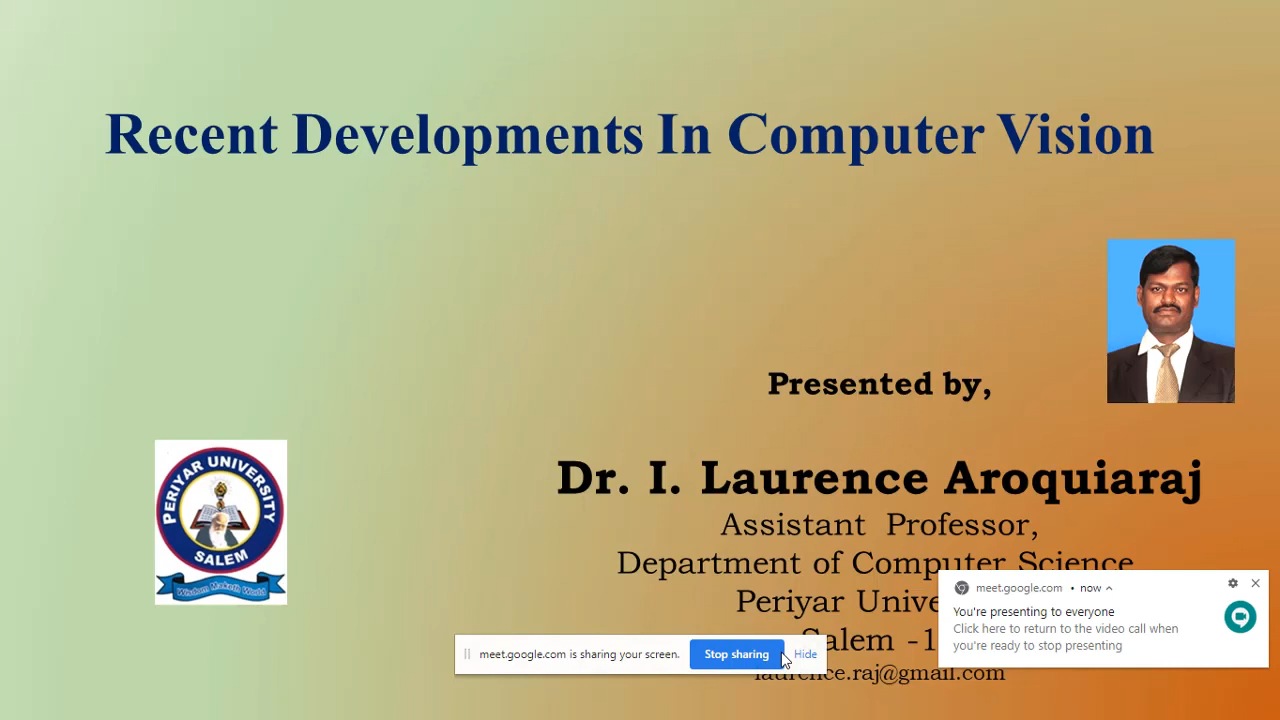 Recent Developments In Computer Vision
Presented by,
Dr. I. Laurence Aroquiaraj
Assistant Professor,
Department of Computer Science
Periyar
Salem -1
laurence.raj@gmail.com
PERIYAR UNIVERSITY
SALEM
Wisdom Maketh World
meet.google.com is sharing your screen.
Stop sharing
Hide
meet.google.com • now
You're presenting to everyone
Click here to return to the video call when
you're ready to stop presenting